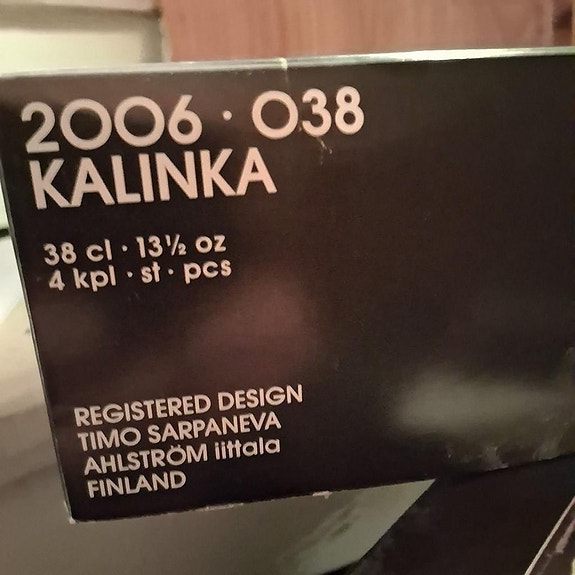 2006 · 038
KALINKA
38 cl · 13½ oz
4 kpl · st · pcs
REGISTERED DESIGN
TIMO SARPANEVA
AHLSTRÖM iittala
FINLAND